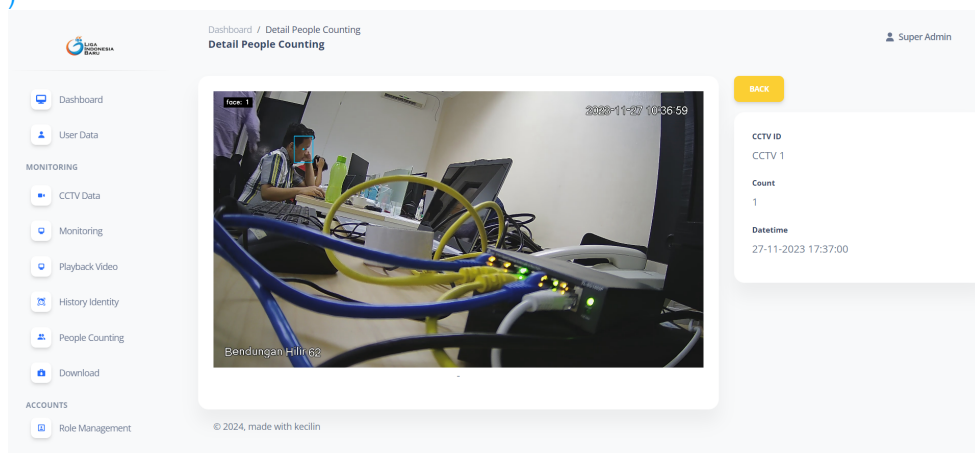 )
LIGA
INDONESIA
BARU
Dashboard / Detail People Counting
Detail People Counting
Super Admin
Dashboard
User Data
MONITORING
CCTV Data
Monitoring
Playback Video
History Identity
People Counting
Download
ACCOUNTS
Role Management
face: 1
2023-11-27 10:36:59
Bendungan Hilir 62
-
BACK
CCTV ID
CCTV 1
Count
1
Datetime
27-11-2023 17:37:00
© 2024, made with kecilin